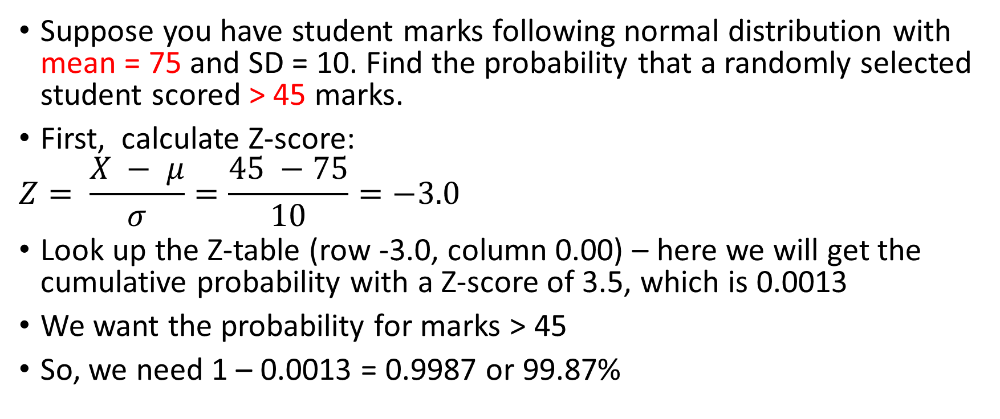 • Suppose you have student marks following normal distribution with
mean = 75 and SD = 10. Find the probability that a randomly selected
student scored > 45 marks.
• First,  calculate Z-score:
𝑍 = (𝑋 − 𝜇)/𝜎 = (45 − 75)/10 = −3.0
• Look up the Z-table (row -3.0, column 0.00) – here we will get the
cumulative probability with a Z-score of 3.5, which is 0.0013
• We want the probability for marks > 45
• So, we need 1 – 0.0013 = 0.9987 or 99.87%